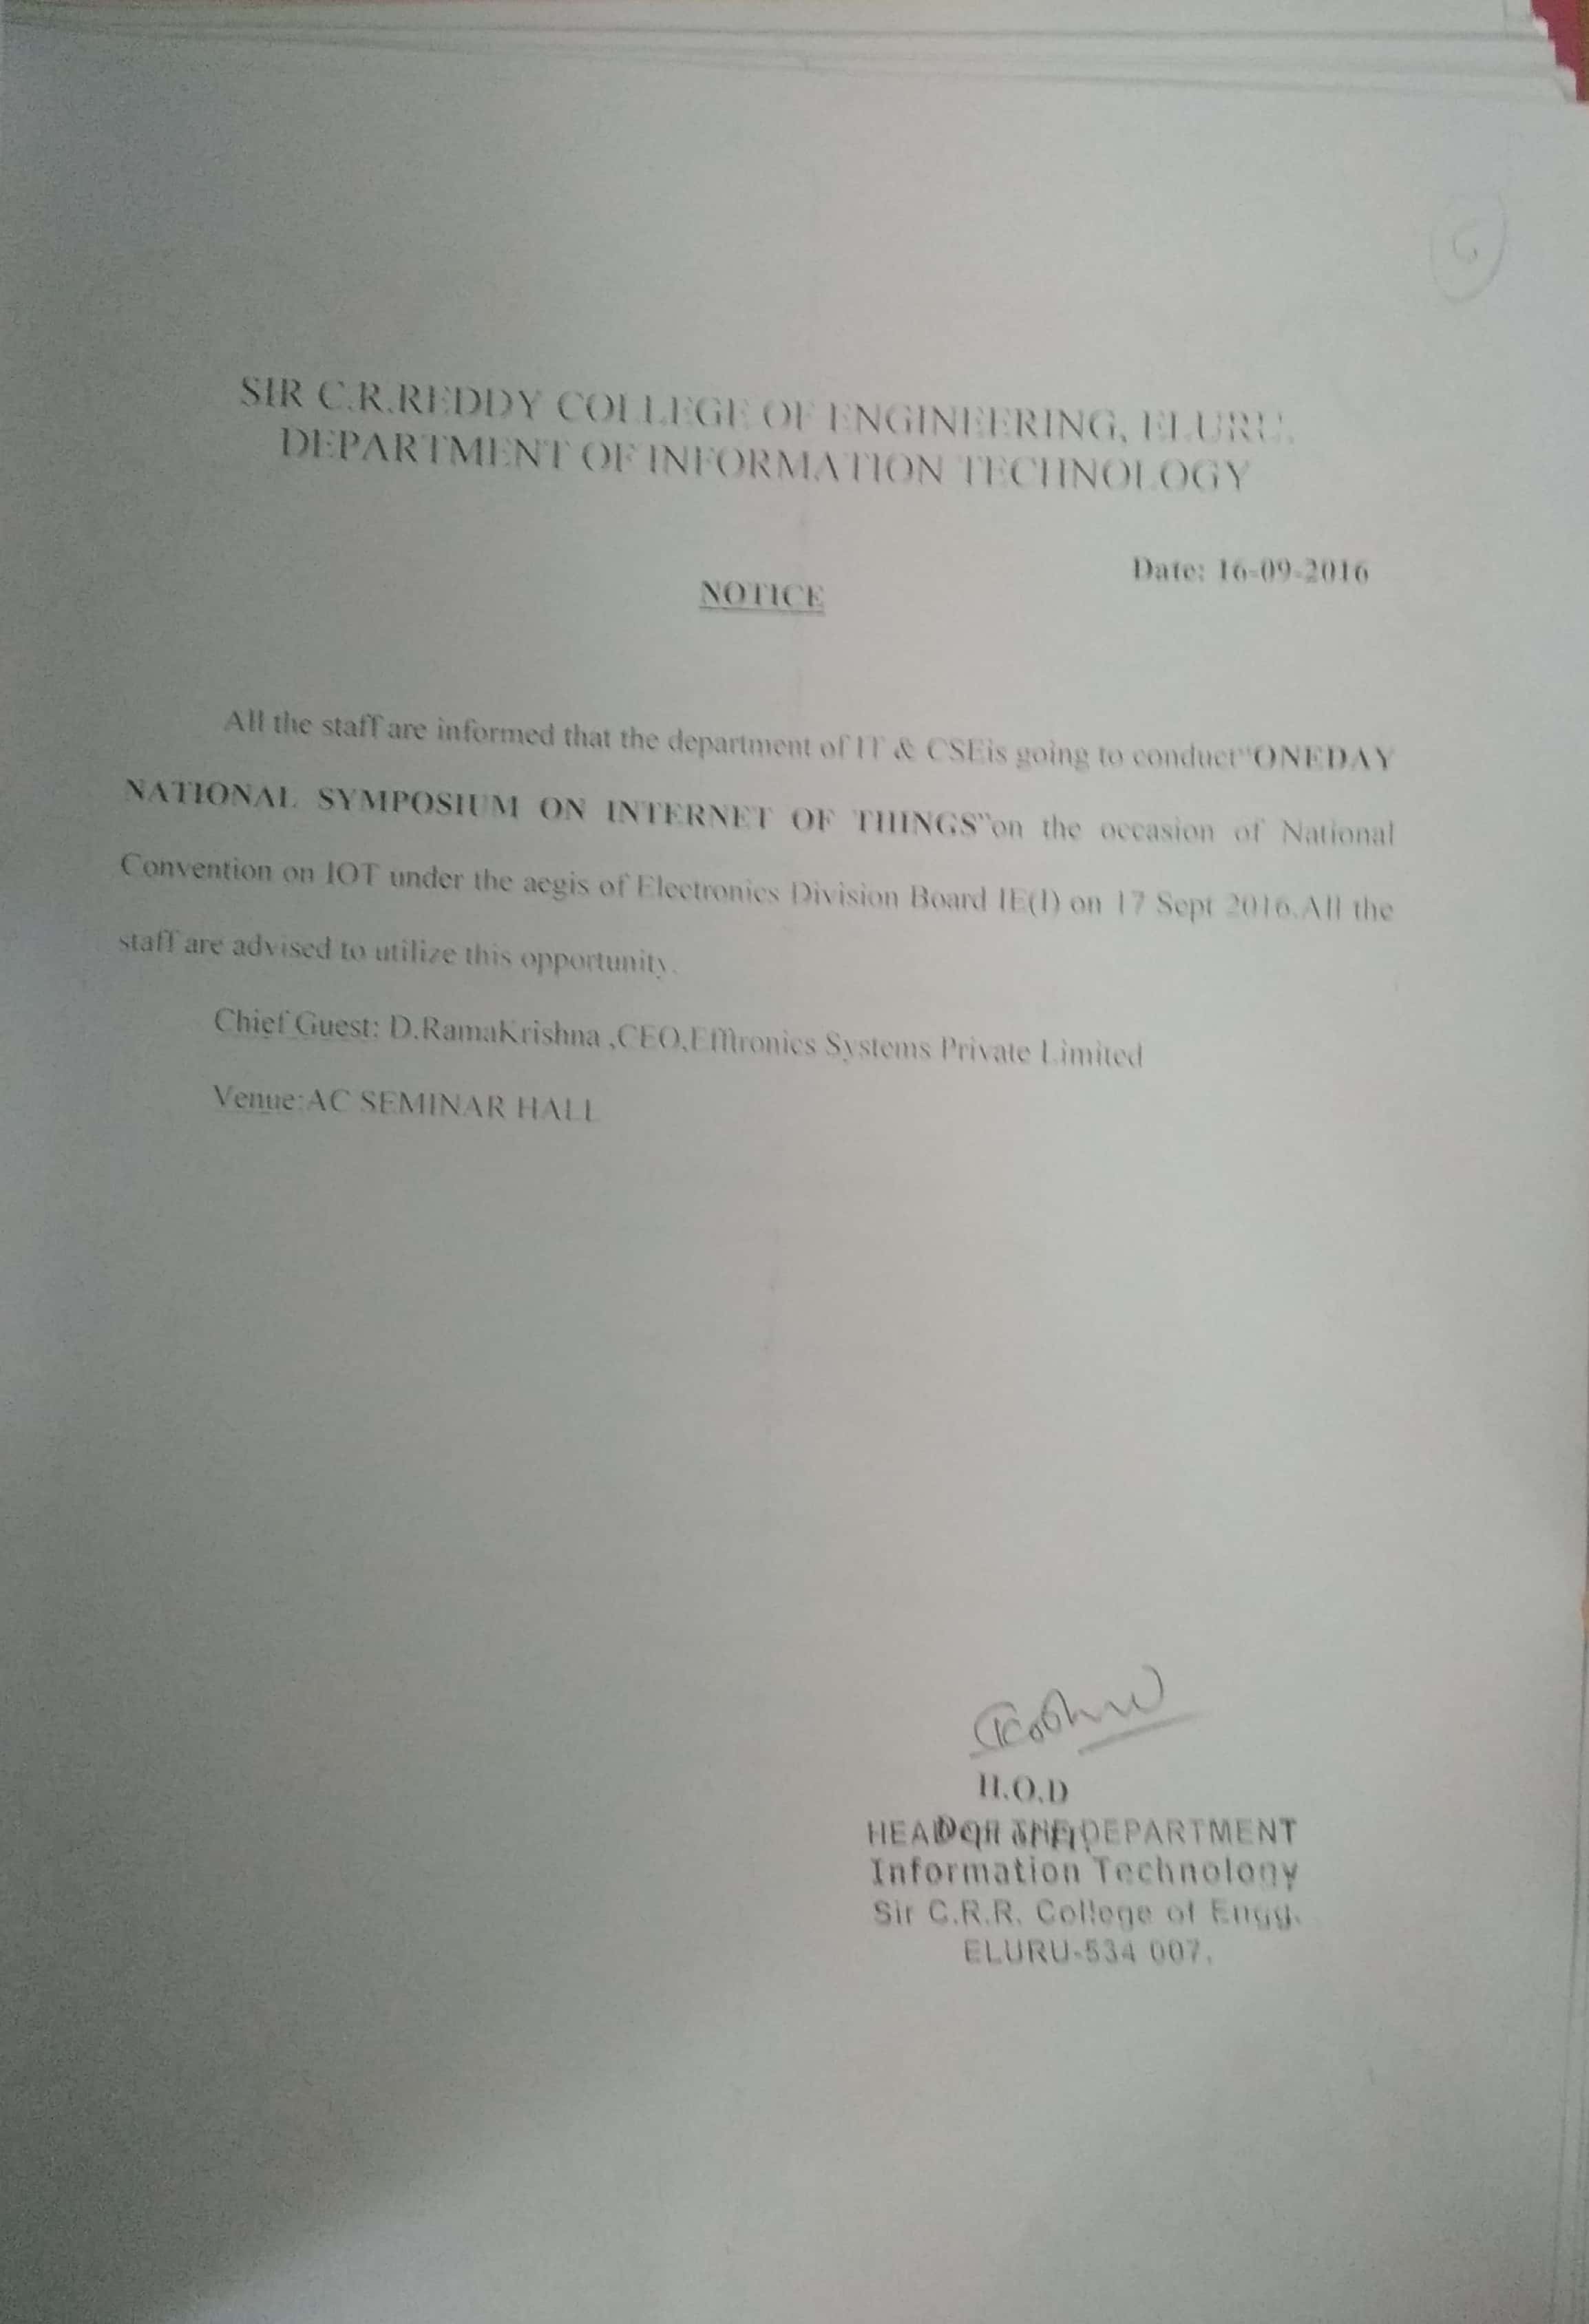 SIR C.R.REDDY COLLEGE OF ENGINEERING, ELURU.
DEPARTMENT OF INFORMATION TECHNOLOGY
Date: 16-09-2016
NOTICE
All the staff are informed that the department of IT & CSEis going to conduct"ONEDAY
NATIONAL SYMPOSIUM ON INTERNET OF THINGS"on the occasion of National
Convention on IOT under the aegis of Electronics Division Board IE(I) on 17 Sept 2016.All the
staff are advised to utilize this opportunity.
Chief Guest: D.RamaKrishna ,CEO,Efftronics Systems Private Limited
Venue:AC SEMINAR HALL
H.O.D
HEAD OF THE DEPARTMENT
Information Technology
Sir C.R.R. College of Engg.
ELURU-534 007.